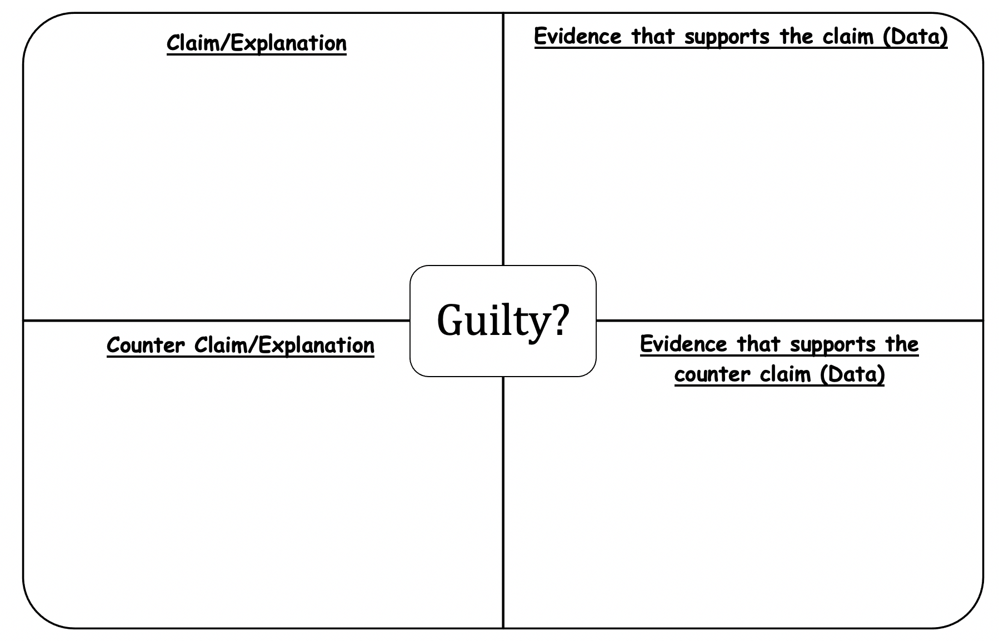 Claim/Explanation
Evidence that supports the claim (Data)
Guilty?
Counter Claim/Explanation
Evidence that supports the
counter claim (Data)